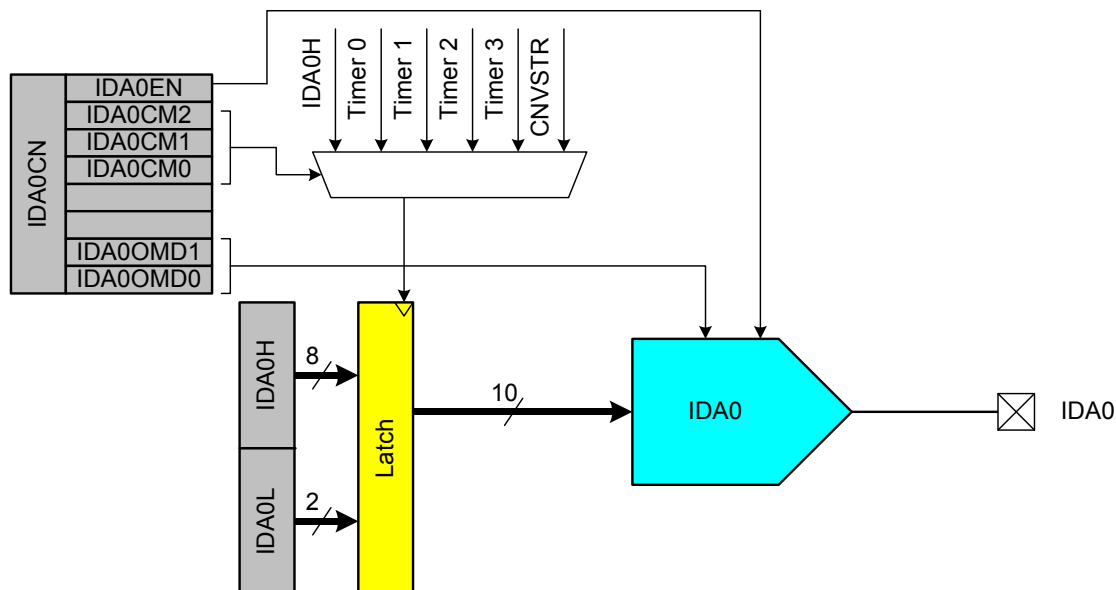 IDA0CN
IDA0EN
IDA0CM2
IDA0CM1
IDA0CM0
IDA0OMD1
IDA0OMD0
IDA0H
Timer 0
Timer 1
Timer 2
Timer 3
CNVSTR
IDA0H
8
IDA0L
2
Latch
10
IDA0
IDA0